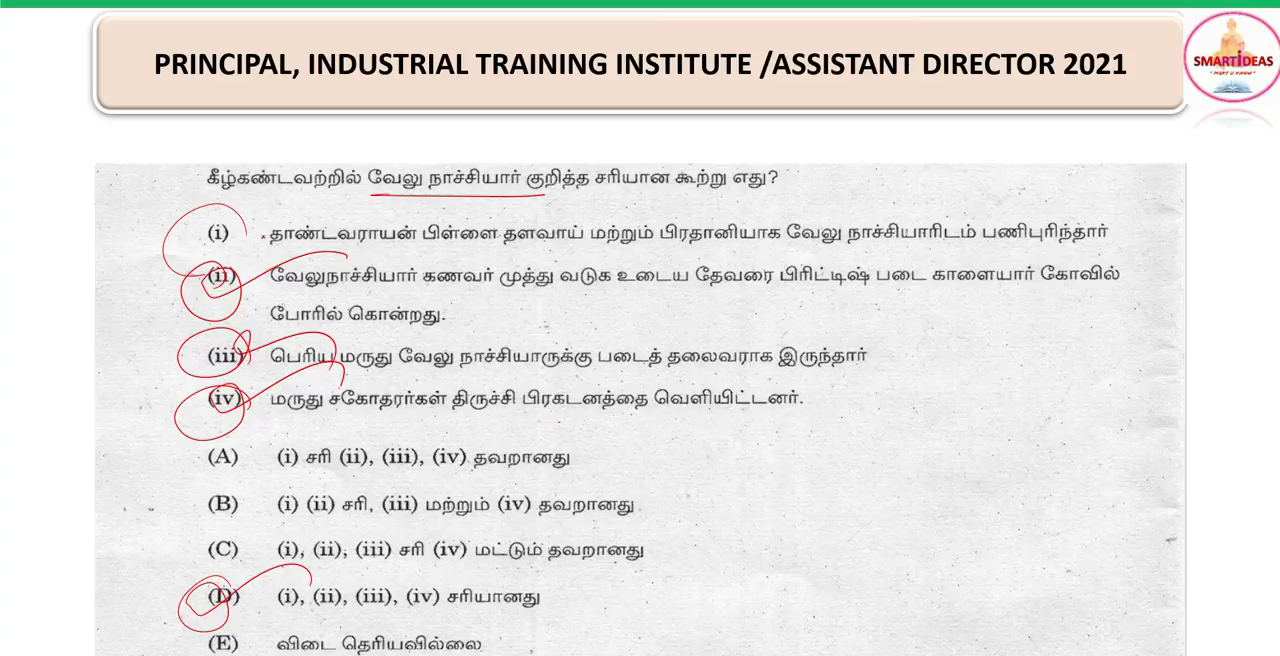 PRINCIPAL, INDUSTRIAL TRAINING INSTITUTE /ASSISTANT DIRECTOR 2021
SMARTIDEAS
"MAKE U KNOW"
கீழ்கண்டவற்றில் வேலு நாச்சியார் குறித்த சரியான கூற்று எது?
(i) தாண்டவராயன் பிள்ளை தளவாய் மற்றும் பிரதானியாக வேலு நாச்சியாரிடம் பணிபுரிந்தார்
(ii) வேலுநாச்சியார் கணவர் முத்து வடுக உடைய தேவரை பிரிட்டிஷ் படை காளையார் கோவில்
போரில் கொன்றது.
(iii) பெரிய மருது வேலு நாச்சியாருக்கு படைத் தலைவராக இருந்தார்
(iv) மருது சகோதரர்கள் திருச்சி பிரகடனத்தை வெளியிட்டனர்.
(A) (i) சரி (ii), (iii), (iv) தவறானது
(B) (i) (ii) சரி, (iii) மற்றும் (iv) தவறானது
(C) (i), (ii), (iii) சரி (iv) மட்டும் தவறானது
(D) (i), (ii), (iii), (iv) சரியானது
(E) விடை தெரியவில்லை